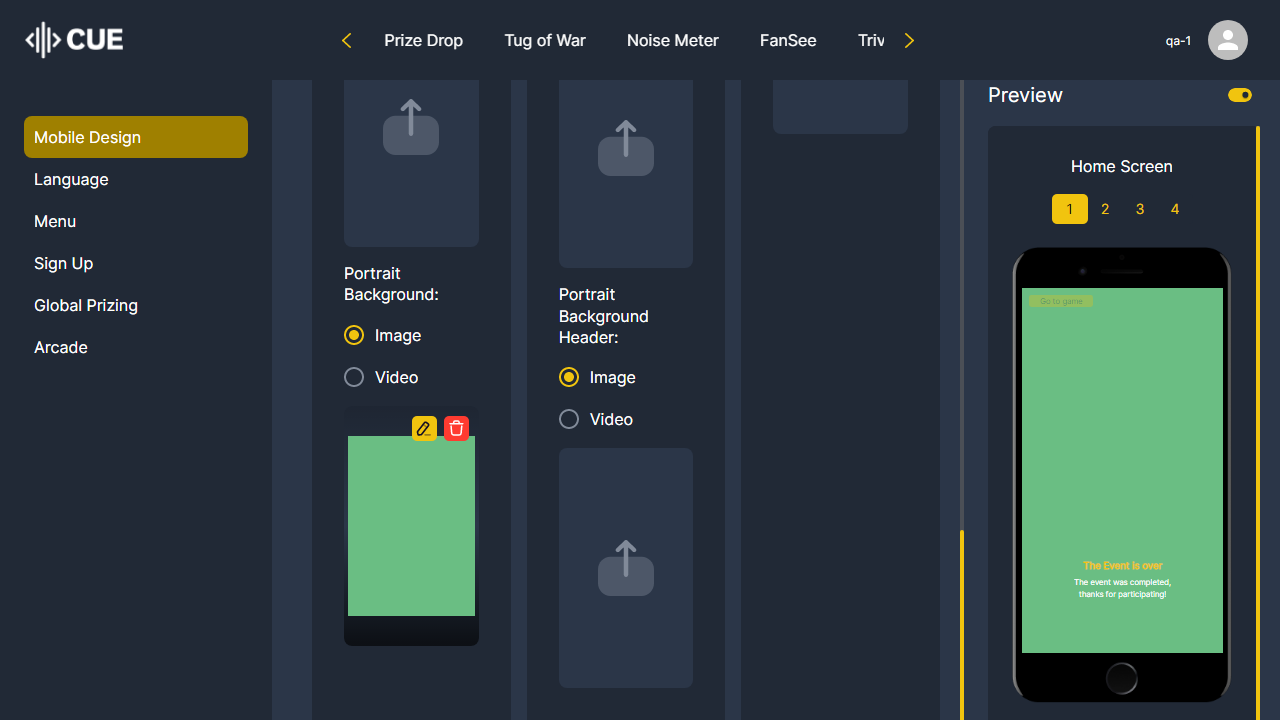 CUE
Prize Drop
Tug of War
Noise Meter
FanSee
qa-1
Mobile Design
Language
Menu
Sign Up
Global Prizing
Arcade
Portrait
Background:
Image
Video
Portrait
Background
Header:
Image
Video
Preview
Home Screen
1 2 3 4
Go to game
The Event is over
The event was completed,
thanks for participating!